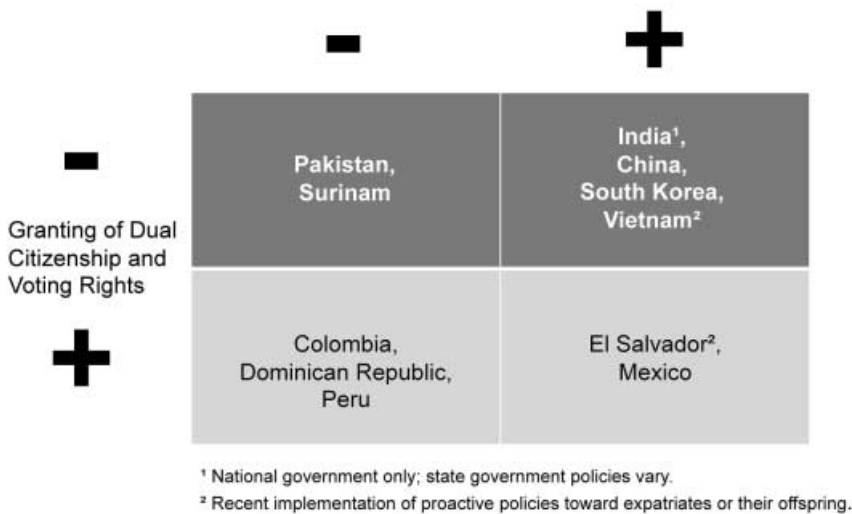 -
+
-
Granting of Dual
Citizenship and
Voting Rights
+
Pakistan,
Surinam
India¹,
China,
South Korea,
Vietnam²
Colombia,
Dominican Republic,
Peru
El Salvador²,
Mexico
¹ National government only; state government policies vary.
² Recent implementation of proactive policies toward expatriates or their offspring.